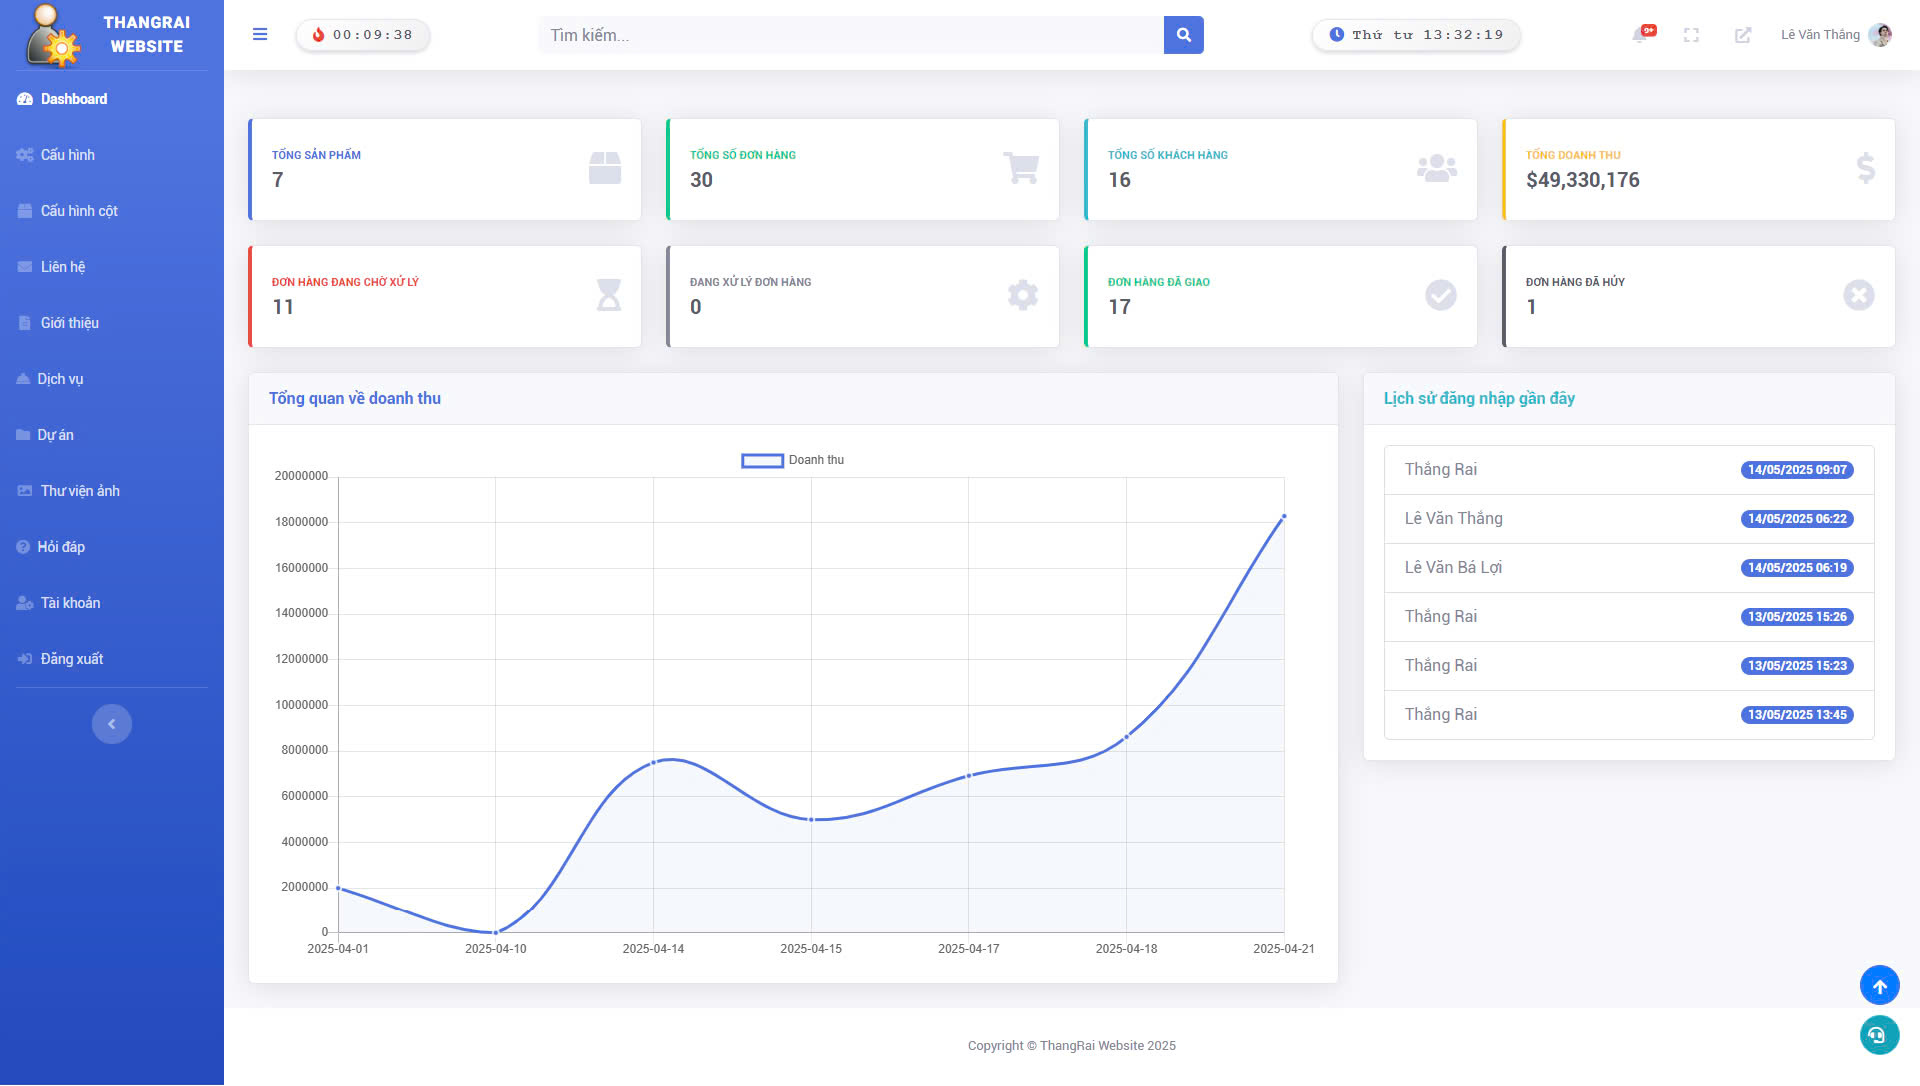 THANGRAI
WEBSITE
00:09:38
Tìm kiếm...
Thứ tư 13:32:19
9+
Lê Văn Thắng
Dashboard
Cấu hình
Cấu hình cột
Liên hệ
Giới thiệu
Dịch vụ
Dự án
Thư viện ảnh
Hỏi đáp
Tài khoản
Đăng xuất
TỔNG SẢN PHẨM
7
TỔNG SỐ ĐƠN HÀNG
30
TỔNG SỐ KHÁCH HÀNG
16
TỔNG DOANH THU
$49,330,176
ĐƠN HÀNG ĐANG CHỜ XỬ LÝ
11
ĐANG XỬ LÝ ĐƠN HÀNG
0
ĐƠN HÀNG ĐÃ GIAO
17
ĐƠN HÀNG ĐÃ HỦY
1
Tổng quan về doanh thu
Doanh thu
20000000
18000000
16000000
14000000
12000000
10000000
8000000
6000000
4000000
2000000
0
2025-04-01 2025-04-10 2025-04-14 2025-04-15 2025-04-17 2025-04-18 2025-04-21
Lịch sử đăng nhập gần đây
Thắng Rai 14/05/2025 09:07
Lê Văn Thắng 14/05/2025 06:22
Lê Văn Bá Lợi 14/05/2025 06:19
Thắng Rai 13/05/2025 15:26
Thắng Rai 13/05/2025 15:23
Thắng Rai 13/05/2025 13:45
Copyright © ThangRai Website 2025